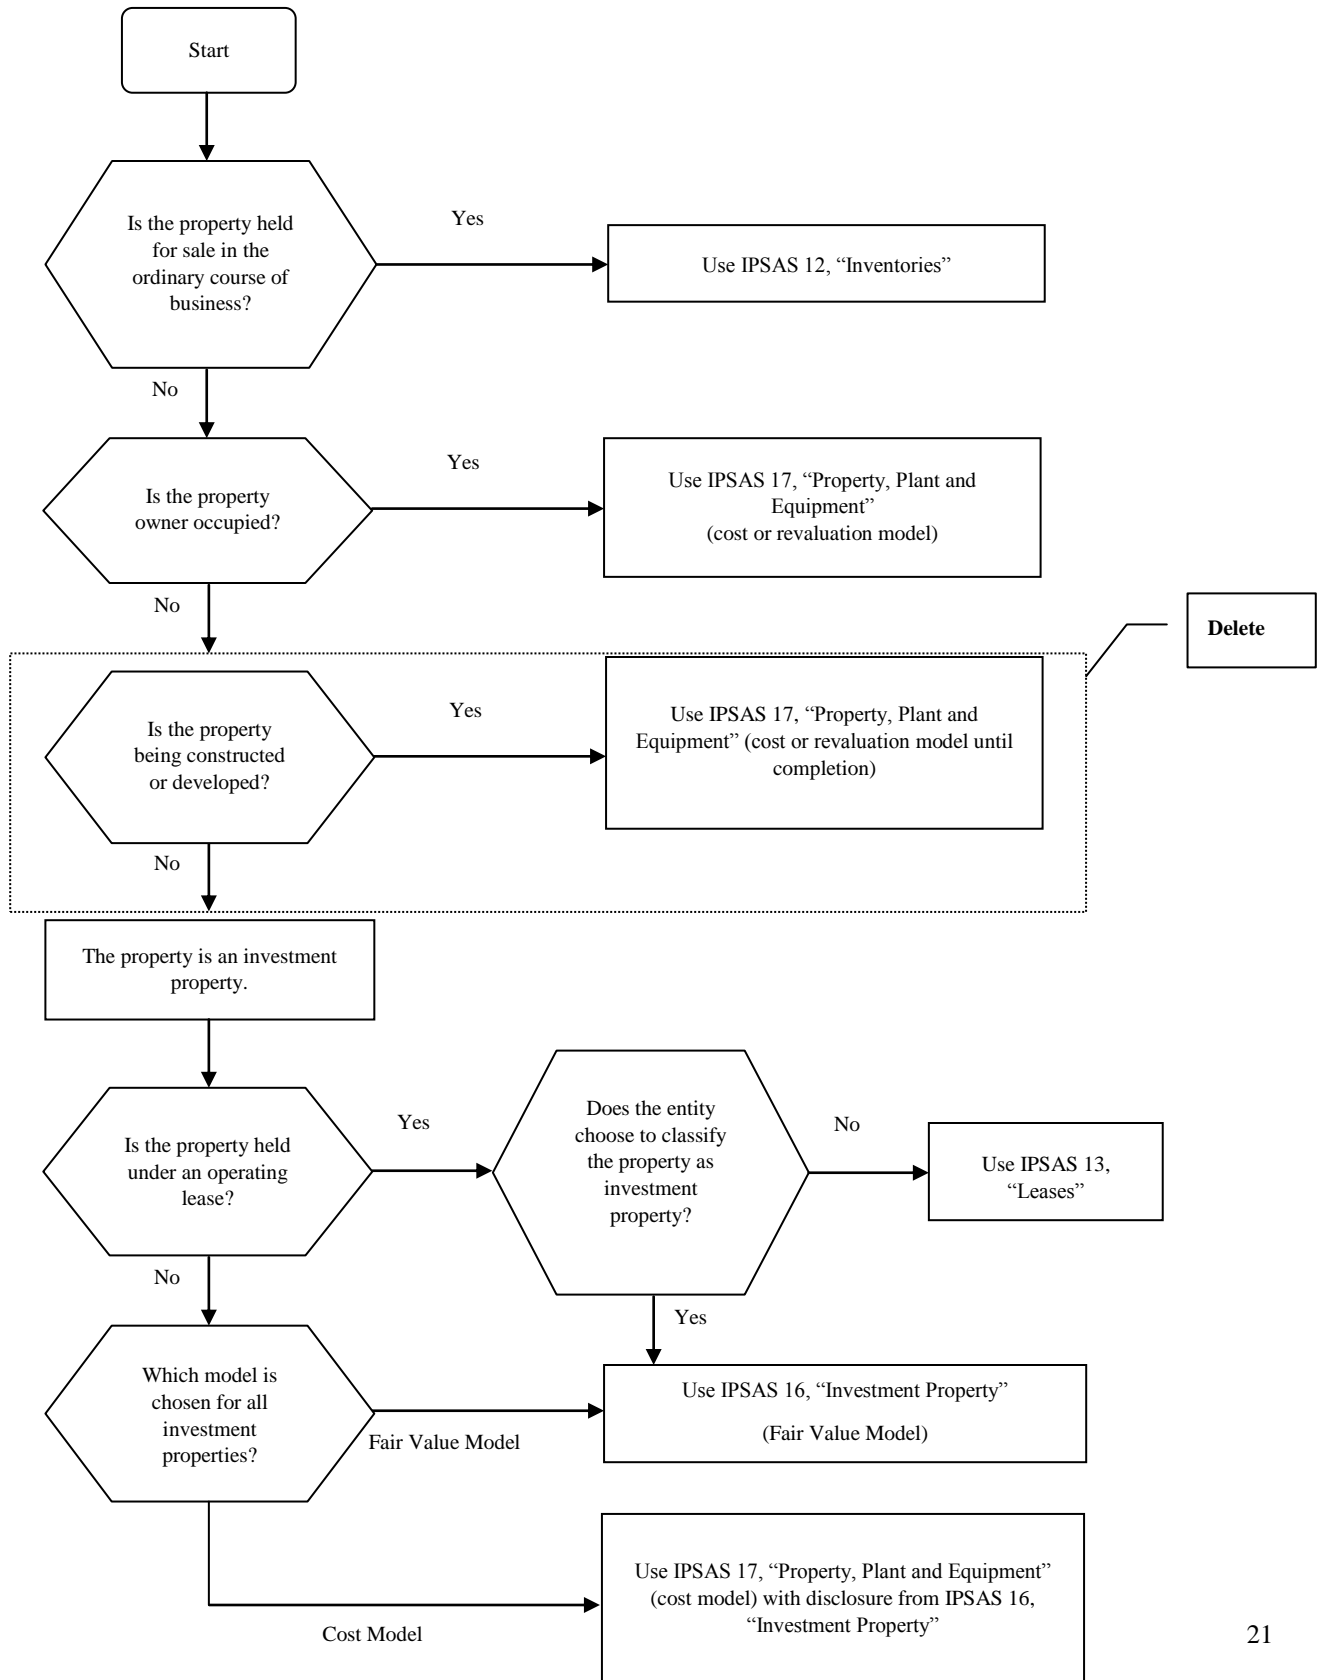 Start
Is the property held
for sale in the
ordinary course of
business?
Yes
Use IPSAS 12, “Inventories”
No
Is the property
owner occupied?
Yes
Use IPSAS 17, “Property, Plant and
Equipment”
(cost or revaluation model)
No
Delete
Is the property
being constructed
or developed?
Yes
Use IPSAS 17, “Property, Plant and
Equipment” (cost or revaluation model until
completion)
No
The property is an investment
property.
Is the property held
under an operating
lease?
Yes
Does the entity
choose to classify
the property as
investment
property?
No
Use IPSAS 13,
“Leases”
No
Yes
Which model is
chosen for all
investment
properties?
Fair Value Model
Use IPSAS 16, “Investment Property”
(Fair Value Model)
Cost Model
Use IPSAS 17, “Property, Plant and Equipment”
(cost model) with disclosure from IPSAS 16,
“Investment Property”
21